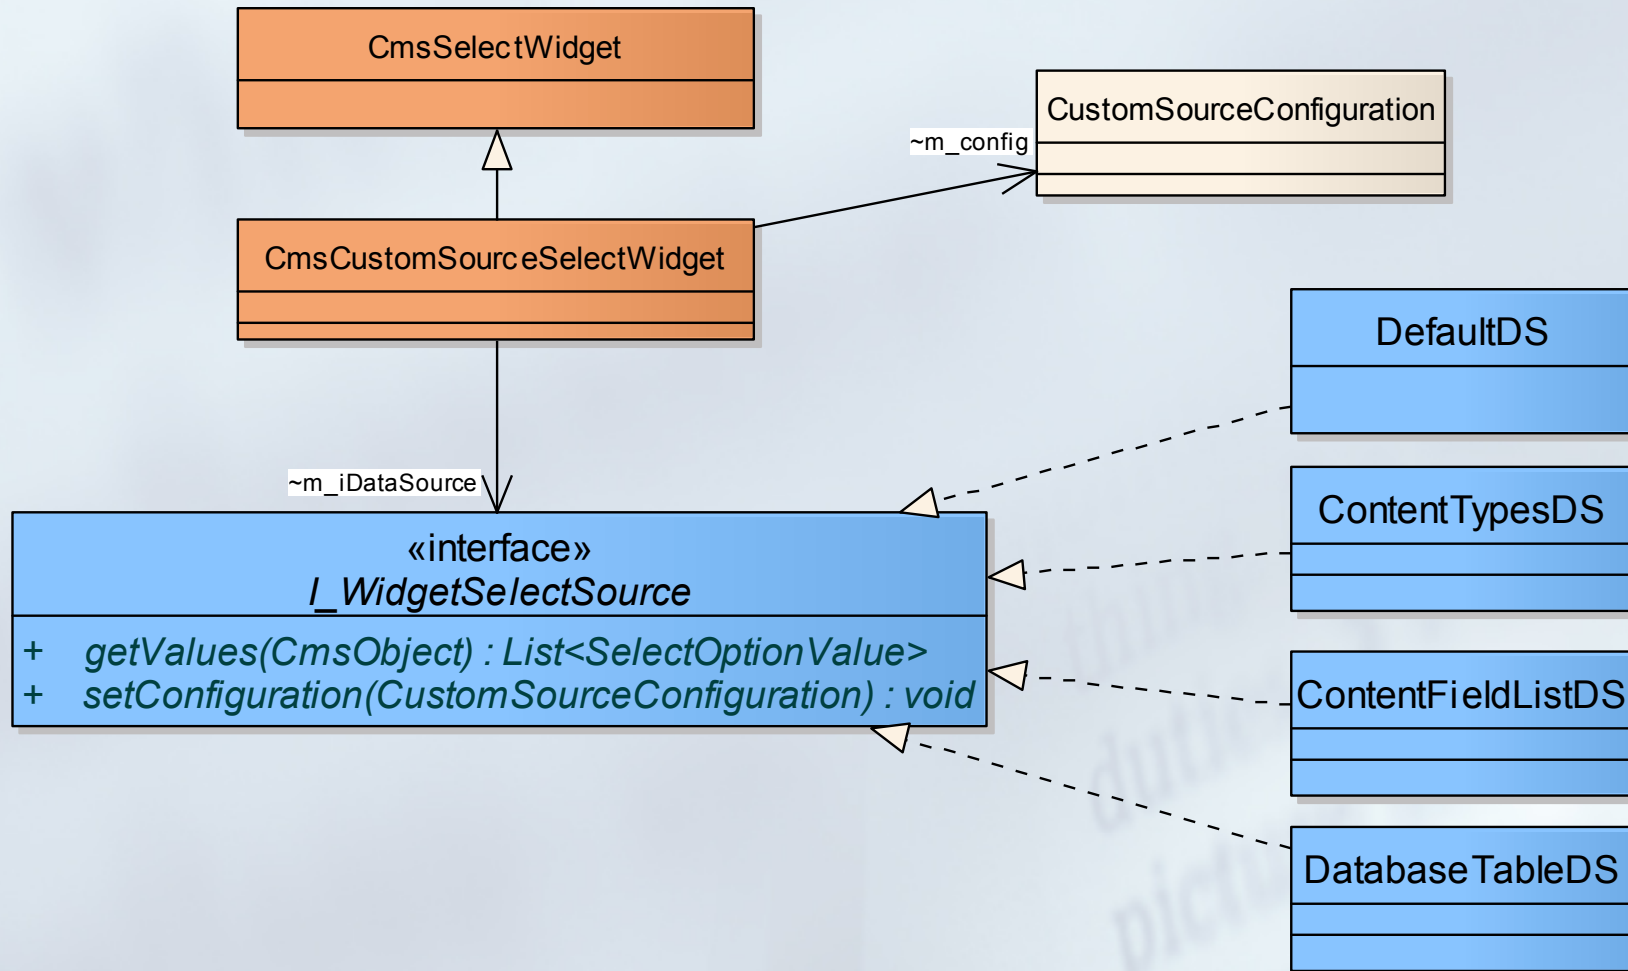 CmsSelectWidget
CustomSourceConfiguration
~m_config
CmsCustomSourceSelectWidget
DefaultDS
~m_iDataSource
ContentTypesDS
«interface»
I_WidgetSelectSource
+ getValues(CmsObject) : List<SelectOptionValue>
+ setConfiguration(CustomSourceConfiguration) : void
ContentFieldListDS
DatabaseTableDS